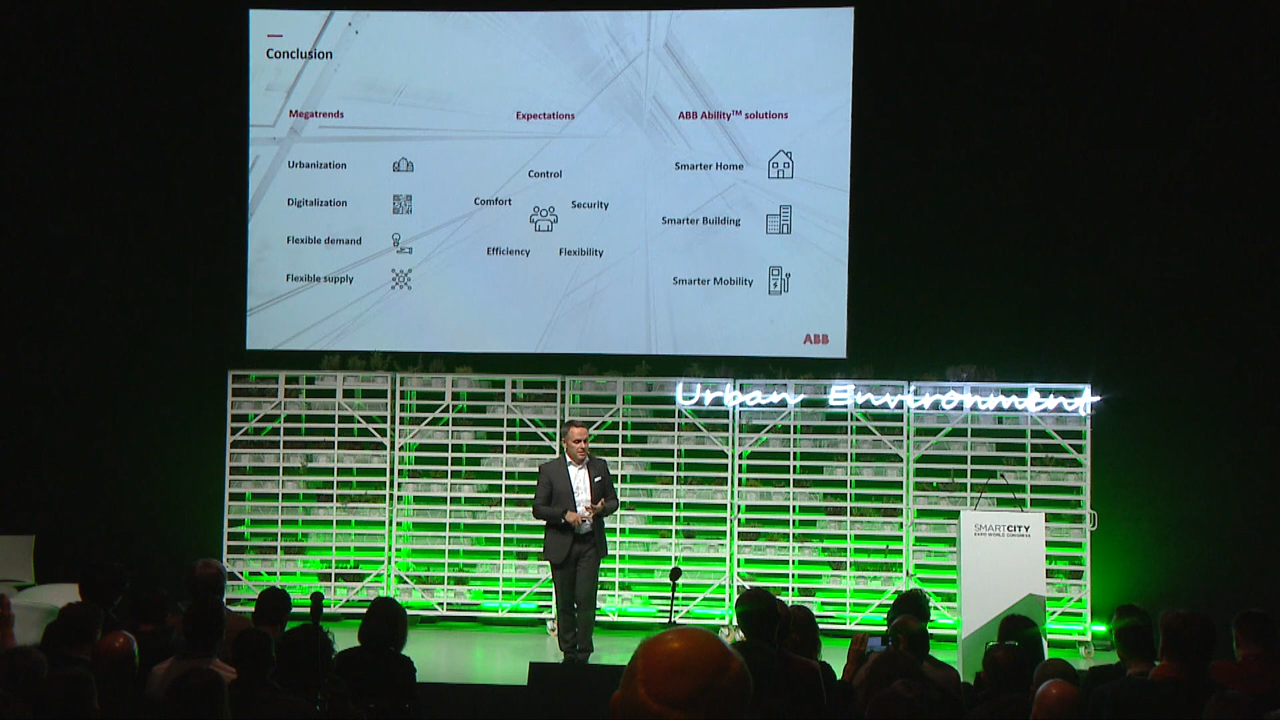 Conclusion
Megatrends
Urbanization
Digitalization
Flexible demand
Flexible supply
Expectations
Control
Comfort
Security
Efficiency
Flexibility
ABB Ability™ solutions
Smarter Home
Smarter Building
Smarter Mobility
ABB
Urban Environment
SMARTCITY
EXPO WORLD CONGRESS